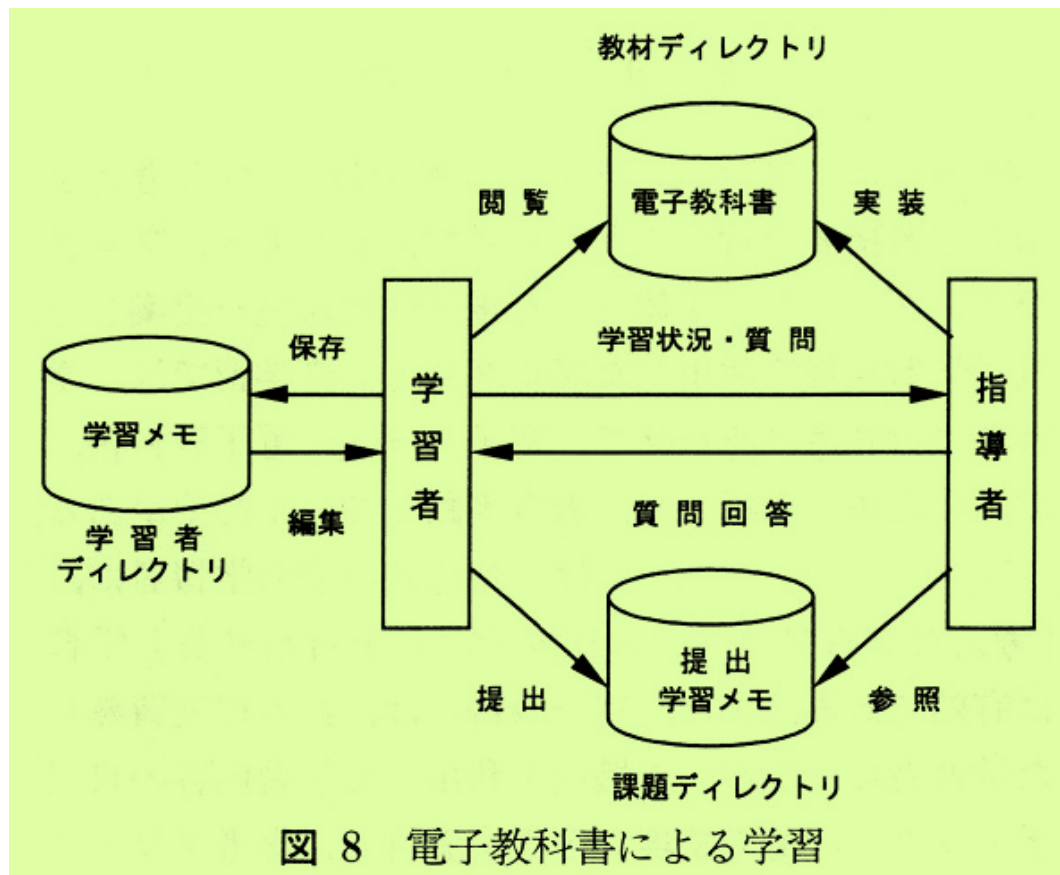 教材ディレクトリ
閲覧
電子教科書
実装
学習状況・質問
保存
学習者
指導者
学習メモ
編集
質問回答
学習者
ディレクトリ
提出
提出
学習メモ
参照
課題ディレクトリ
図 8 電子教科書による学習